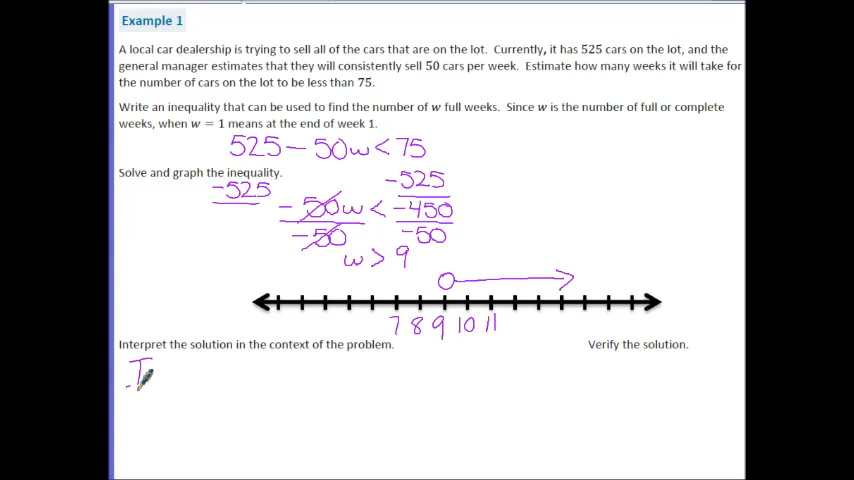 Example 1
A local car dealership is trying to sell all of the cars that are on the lot. Currently, it has 525 cars on the lot, and the
general manager estimates that they will consistently sell 50 cars per week. Estimate how many weeks it will take for
the number of cars on the lot to be less than 75.
Write an inequality that can be used to find the number of w full weeks. Since w is the number of full or complete
weeks, when w = 1 means at the end of week 1.
525 - 50w < 75
Solve and graph the inequality.
-525 -525
-50w < -450
-50 -50
w > 9
7 8 9 10 11
Interpret the solution in the context of the problem. Verify the solution.
I